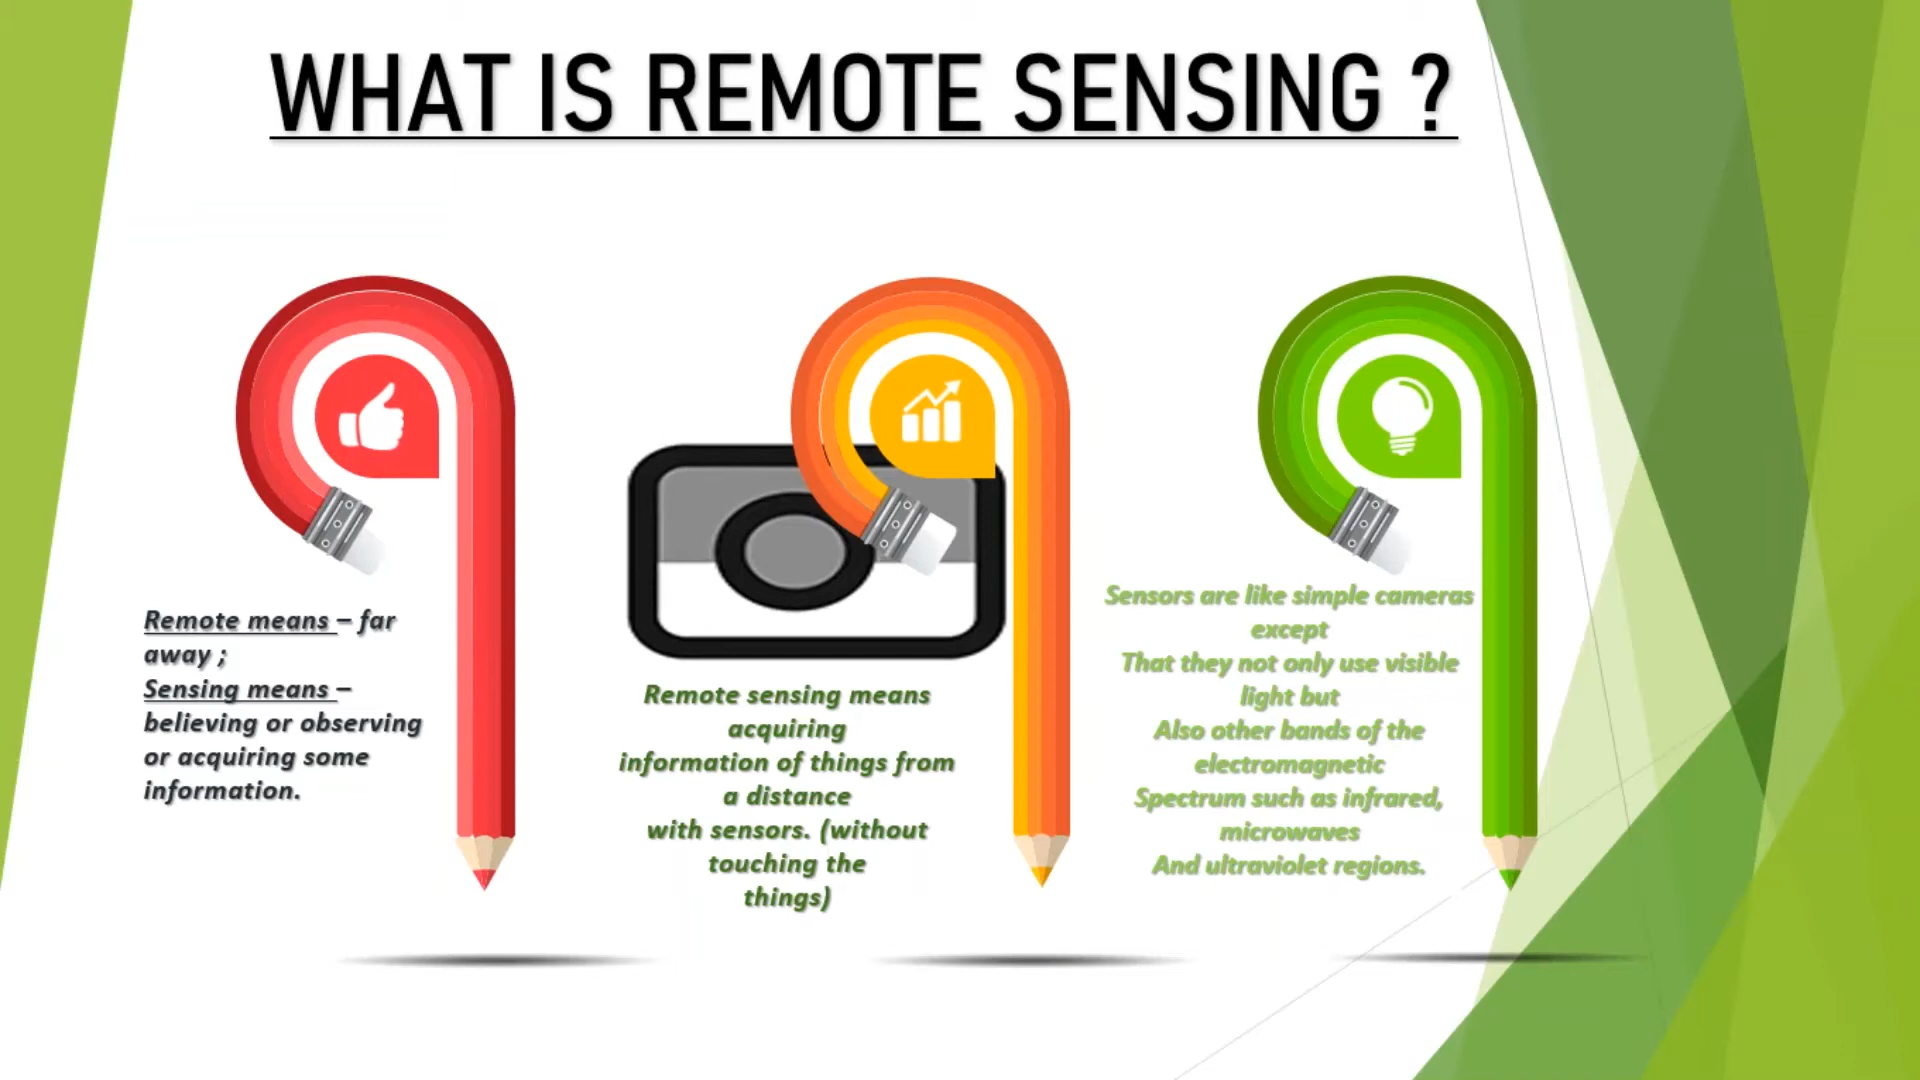 WHAT IS REMOTE SENSING ?
Remote means – far
away ;
Sensing means –
believing or observing
or acquiring some
information.
Remote sensing means
acquiring
information of things from
a distance
with sensors. (without
touching the
things)
Sensors are like simple cameras
except
That they not only use visible
light but
Also other bands of the
electromagnetic
Spectrum such as infrared,
microwaves
And ultraviolet regions.